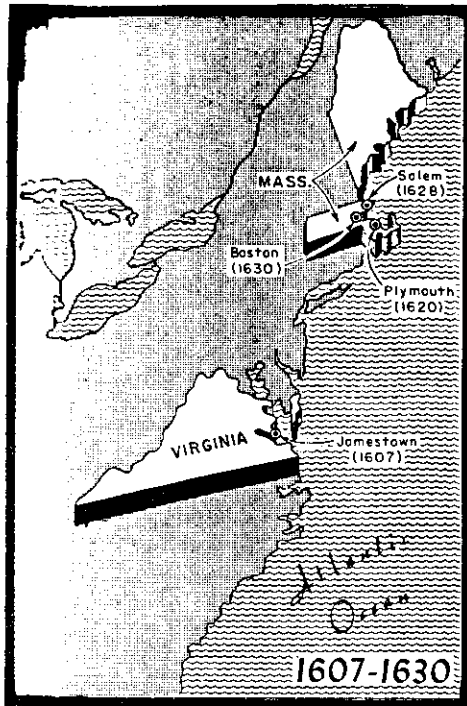 MASS.
Salem
(1628)
Boston
(1630)
Plymouth
(1620)
VIRGINIA
Jamestown
(1607)
Atlantic
Ocean
1607-1630